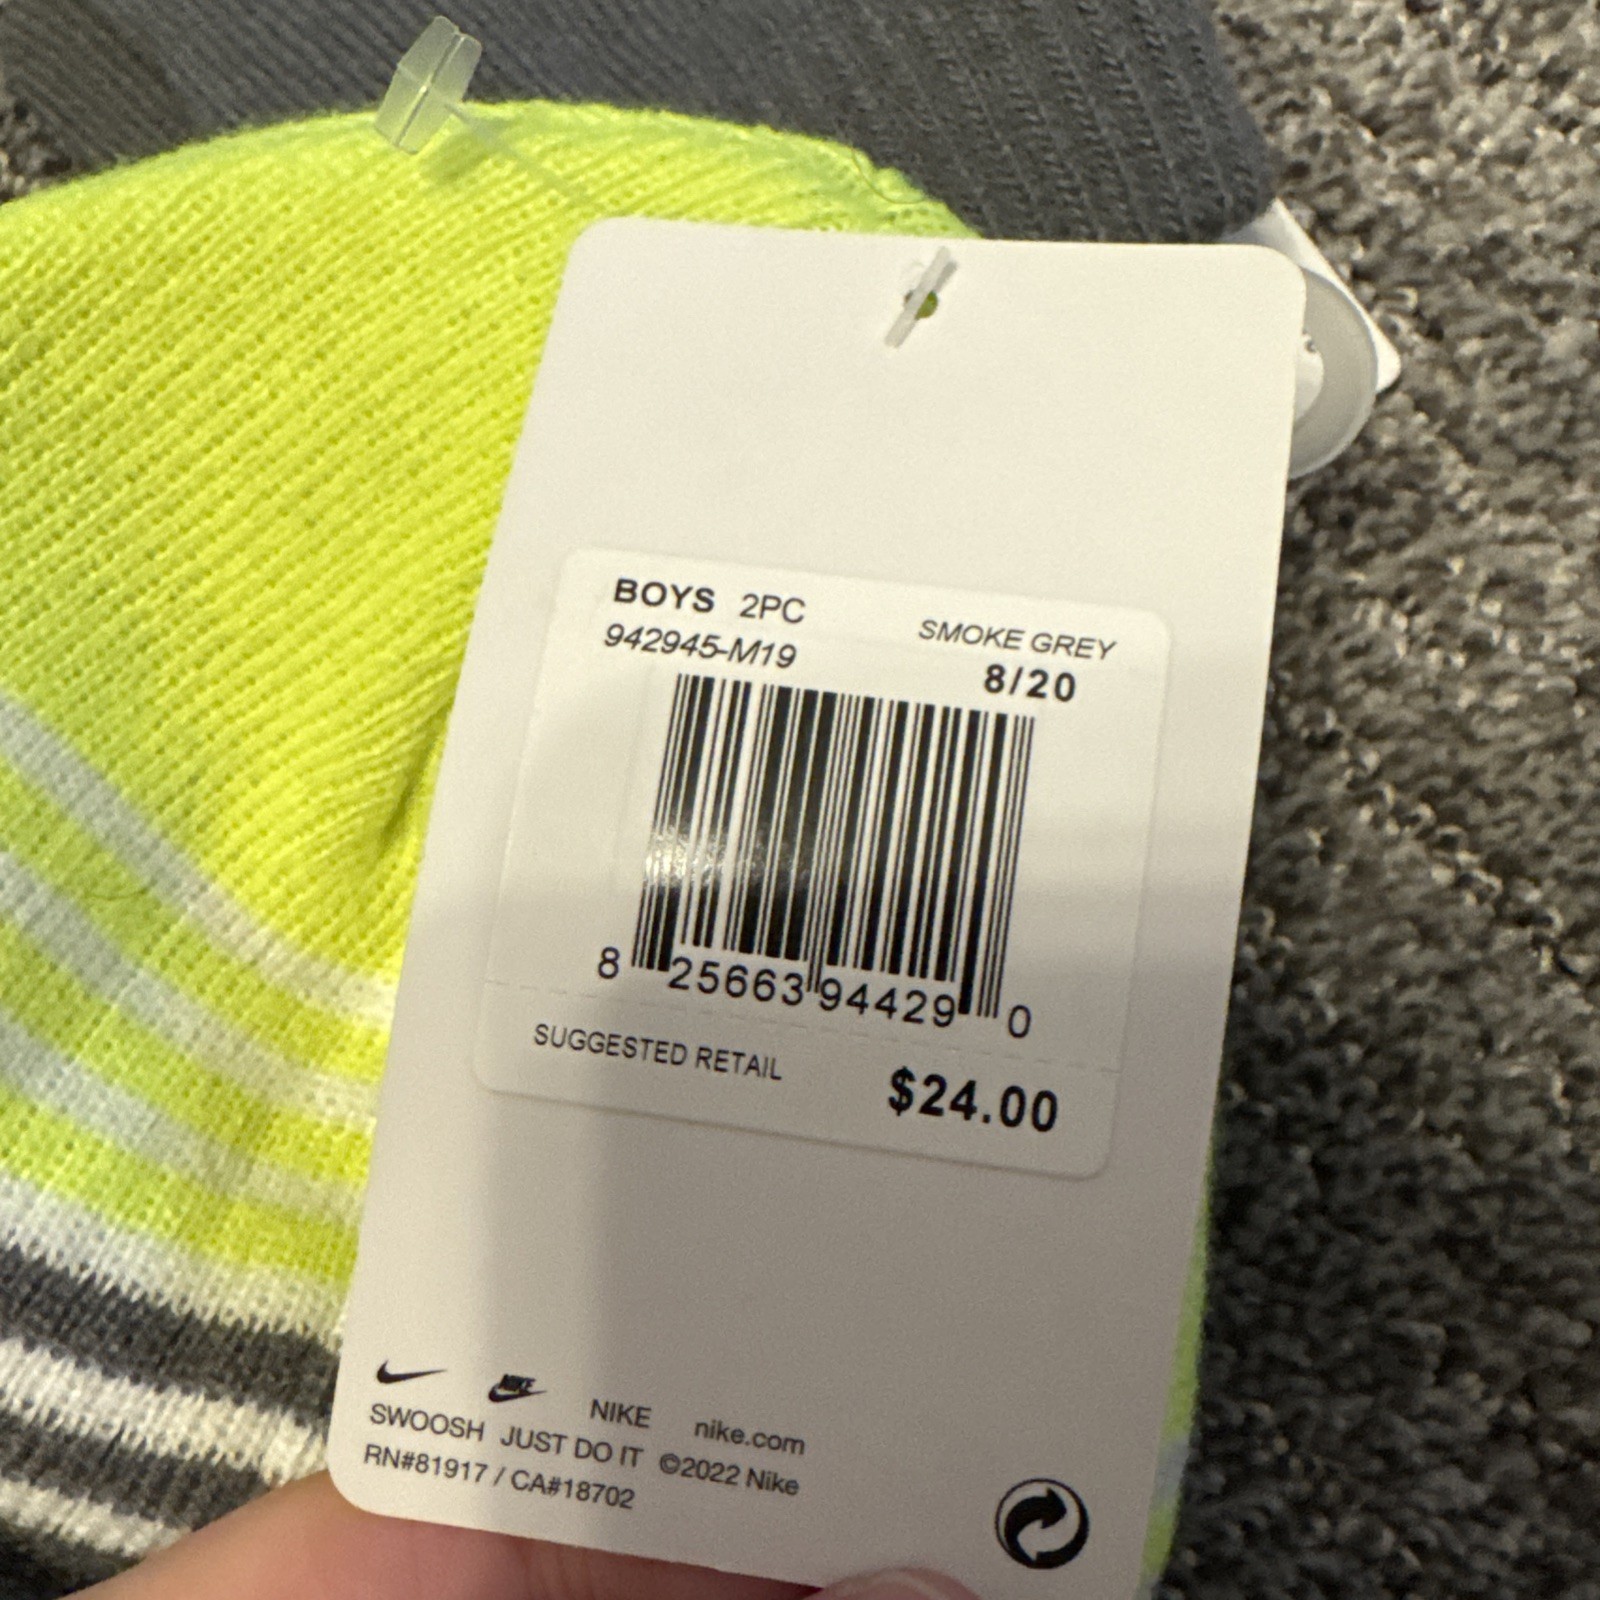 BOYS 2PC
SMOKE GREY
942945-M19
8/20
8 25663 94429 0
SUGGESTED RETAIL
$24.00
NIKE NIKE nike.com
SWOOSH JUST DO IT ©2022 Nike
RN#81917 / CA#18702